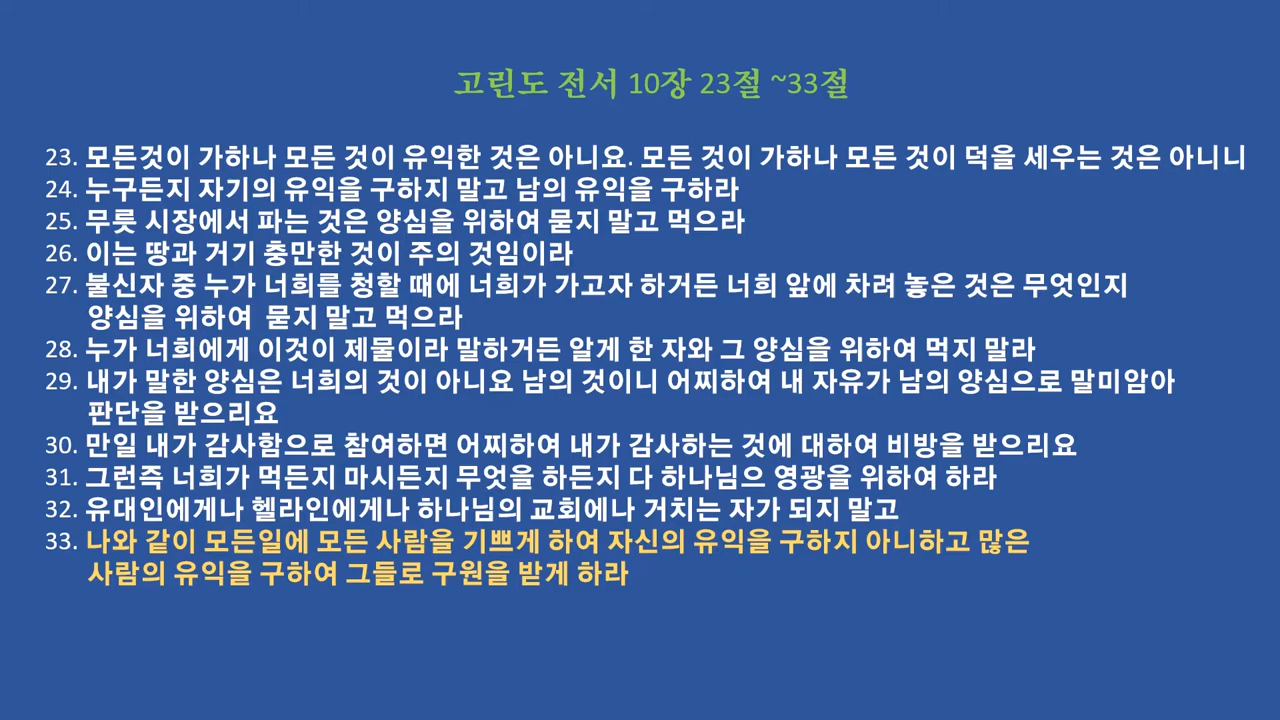 고린도 전서 10장 23절 ~33절
23. 모든것이 가하나 모든 것이 유익한 것은 아니요. 모든 것이 가하나 모든 것이 덕을 세우는 것은 아니니
24. 누구든지 자기의 유익을 구하지 말고 남의 유익을 구하라
25. 무릇 시장에서 파는 것은 양심을 위하여 묻지 말고 먹으라
26. 이는 땅과 거기 충만한 것이 주의 것임이라
27. 불신자 중 누가 너희를 청할 때에 너희가 가고자 하거든 너희 앞에 차려 놓은 것은 무엇인지
양심을 위하여 묻지 말고 먹으라
28. 누가 너희에게 이것이 제물이라 말하거든 알게 한 자와 그 양심을 위하여 먹지 말라
29. 내가 말한 양심은 너희의 것이 아니요 남의 것이니 어찌하여 내 자유가 남의 양심으로 말미암아
판단을 받으리요
30. 만일 내가 감사함으로 참여하면 어찌하여 내가 감사하는 것에 대하여 비방을 받으리요
31. 그런즉 너희가 먹든지 마시든지 무엇을 하든지 다 하나님으 영광을 위하여 하라
32. 유대인에게나 헬라인에게나 하나님의 교회에나 거치는 자가 되지 말고
33. 나와 같이 모든일에 모든 사람을 기쁘게 하여 자신의 유익을 구하지 아니하고 많은
사람의 유익을 구하여 그들로 구원을 받게 하라